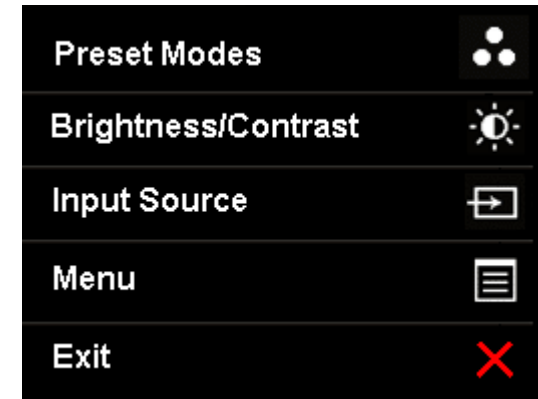 Preset Modes
Brightness/Contrast
Input Source
Menu
Exit